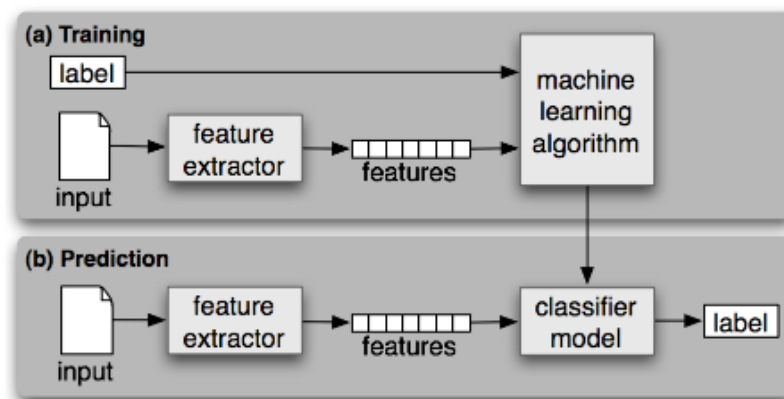 (a) Training
label
machine
learning
algorithm
feature
extractor
features
input
(b) Prediction
feature
extractor
features
classifier
model
label
input